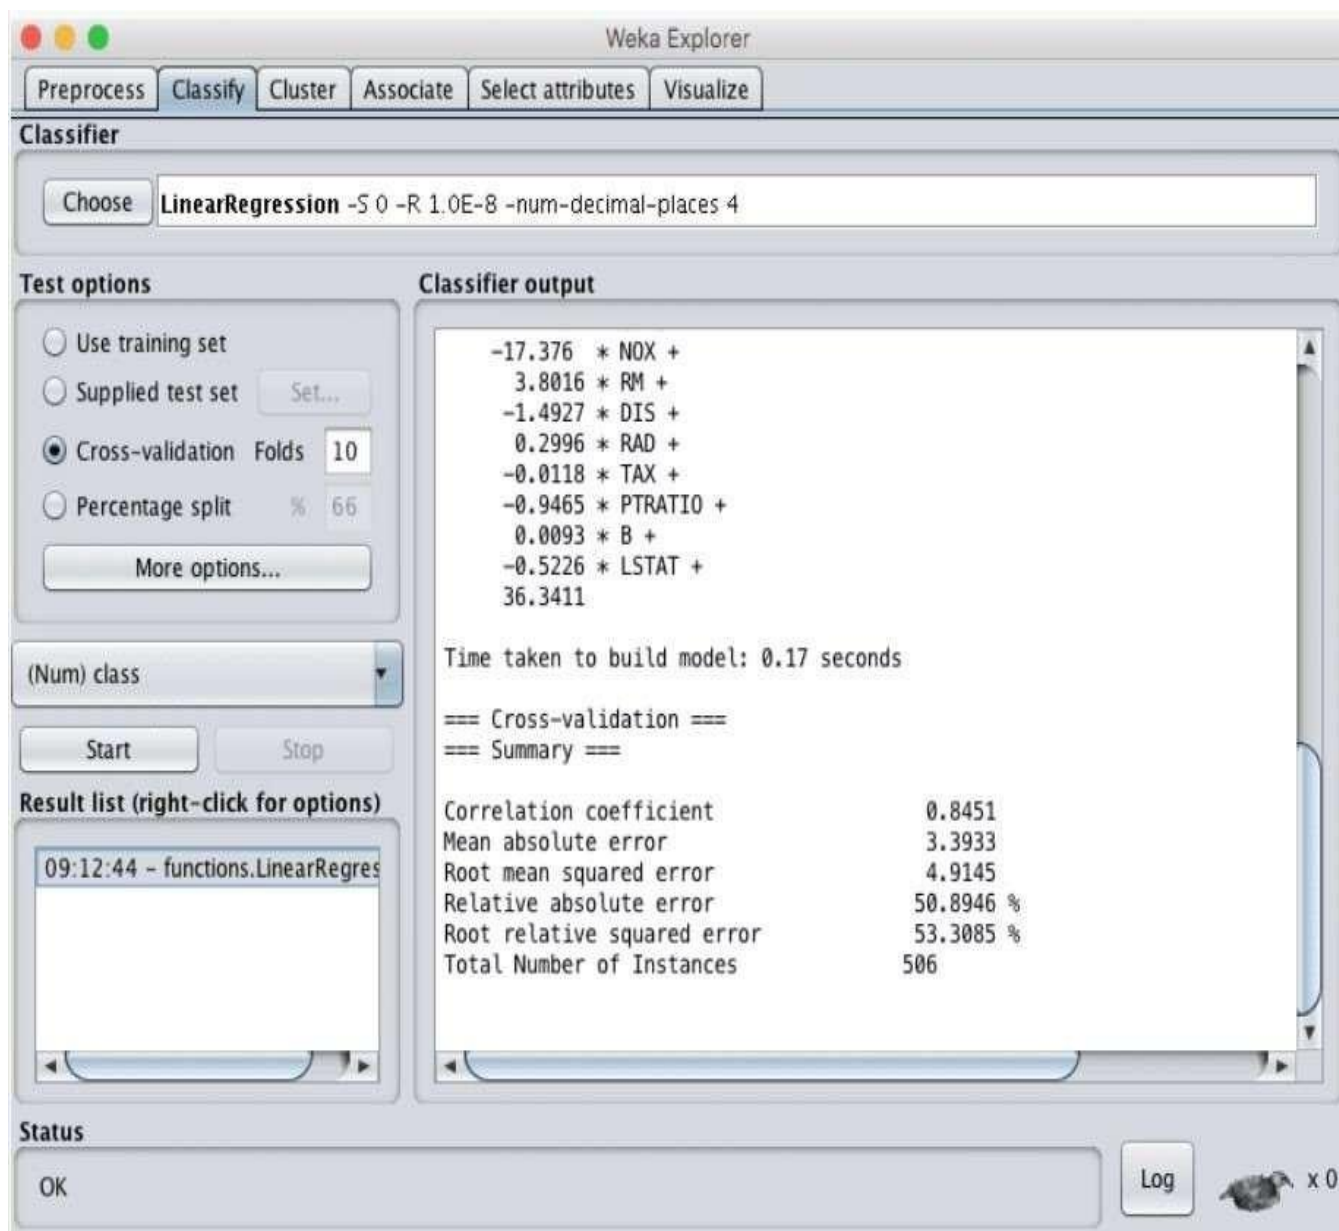 Weka Explorer
Preprocess Classify Cluster Associate Select attributes Visualize
Classifier
Choose LinearRegression -S 0 -R 1.0E-8 -num-decimal-places 4
Test options
Use training set
Supplied test set Set...
Cross-validation Folds 10
Percentage split % 66
More options...
(Num) class
Start Stop
Result list (right-click for options)
09:12:44 - functions.LinearRegres
Classifier output
-17.376 * NOX +
3.8016 * RM +
-1.4927 * DIS +
0.2996 * RAD +
-0.0118 * TAX +
-0.9465 * PTRATIO +
0.0093 * B +
-0.5226 * LSTAT +
36.3411
Time taken to build model: 0.17 seconds
=== Cross-validation ===
=== Summary ===
Correlation coefficient 0.8451
Mean absolute error 3.3933
Root mean squared error 4.9145
Relative absolute error 50.8946 %
Root relative squared error 53.3085 %
Total Number of Instances 506
Status
OK
Log x 0